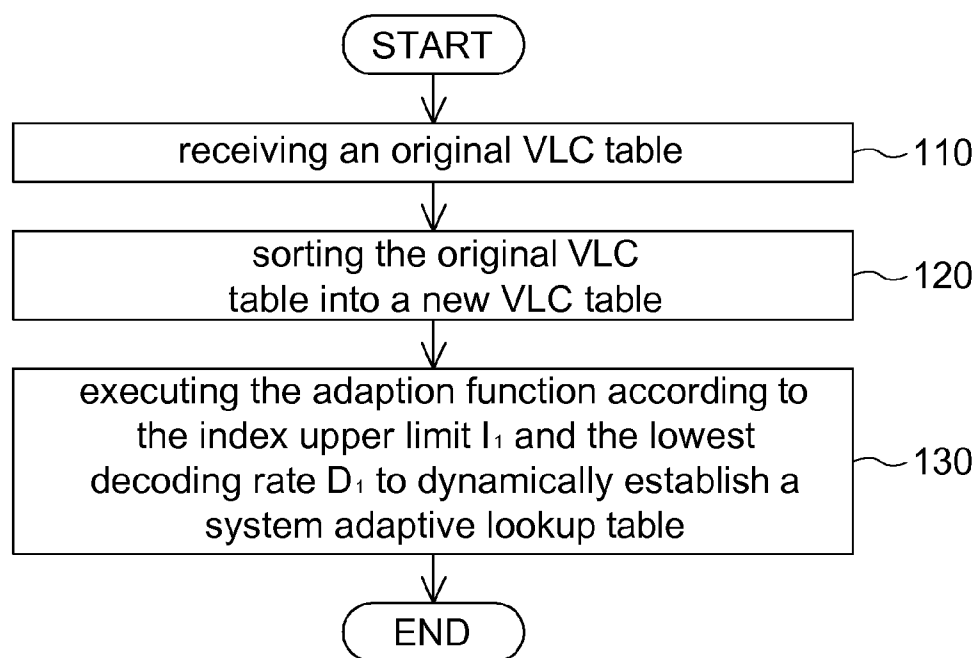 START
receiving an original VLC table
110
sorting the original VLC
table into a new VLC table
120
executing the adaption function according to
the index upper limit I₁ and the lowest
decoding rate D₁ to dynamically establish a
system adaptive lookup table
130
END